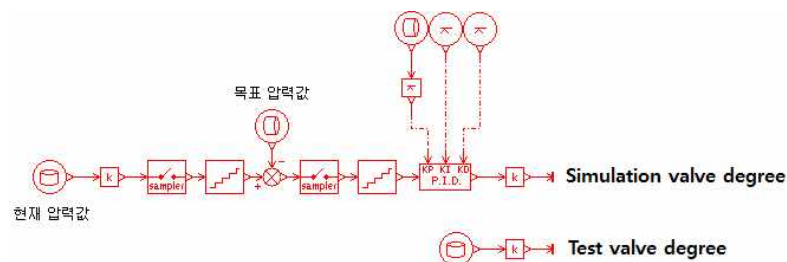 목표 압력값
KP KI KD
P.I.D.
k
sampler
+
-
sampler
k
Simulation valve degree
현재 압력값
k
Test valve degree